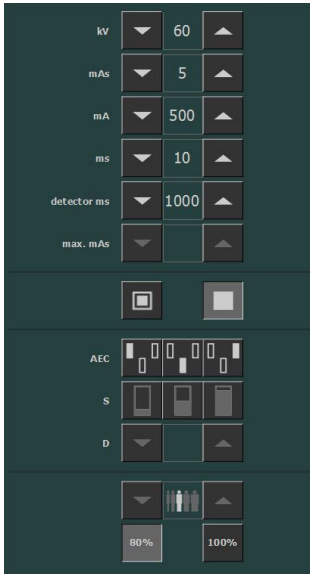 kV 60
mAs 5
mA 500
ms 10
detector ms 1000
max. mAs
AEC
S
D
80% 100%